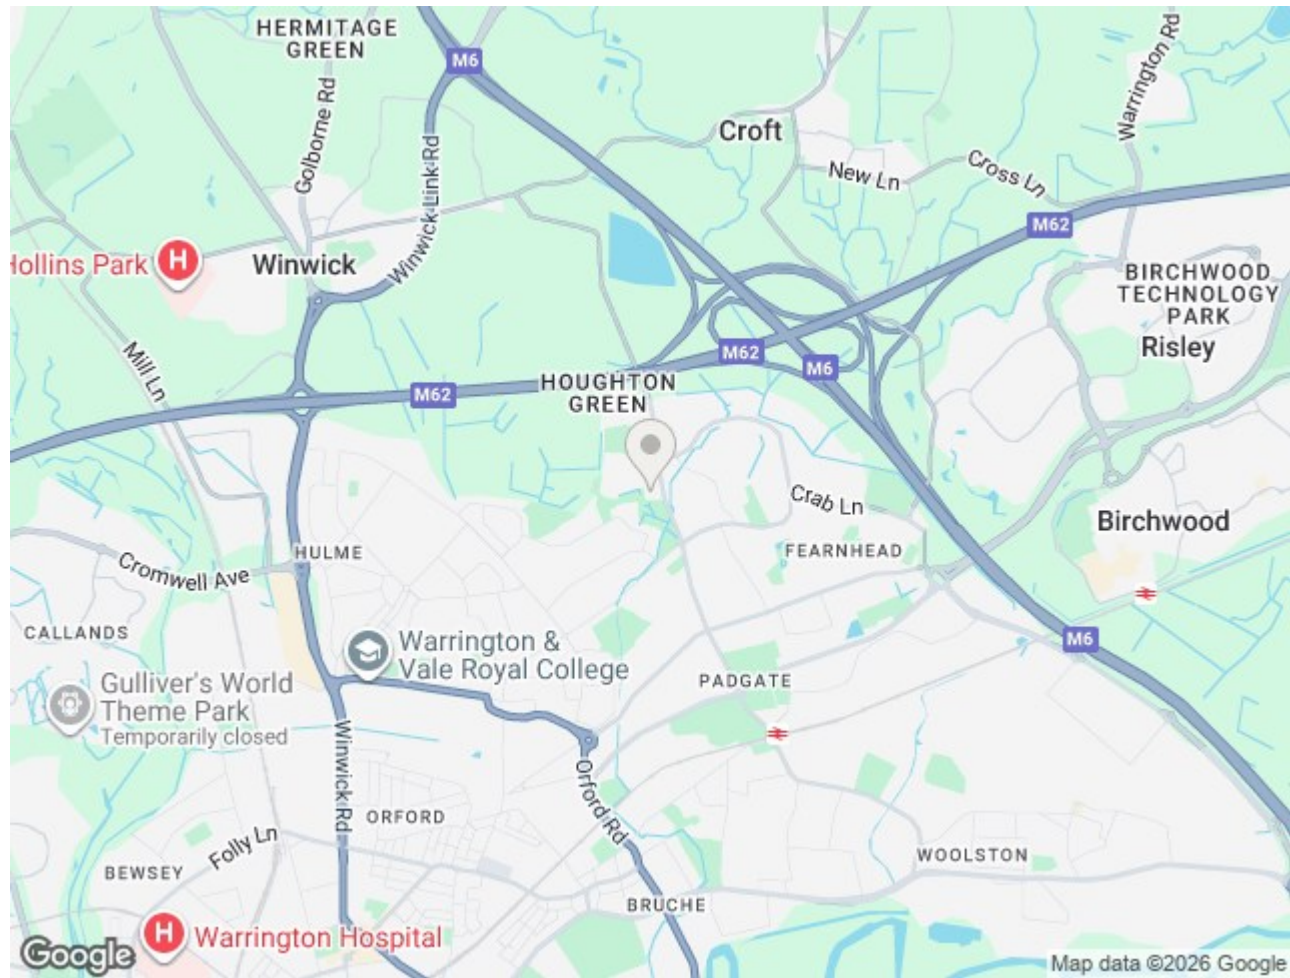 HERMITAGE
GREEN
M6
Golborne Rd
Winwick Link Rd
Croft
Warrington Rd
New Ln
Cross Ln
M62
Hollins Park
H
Winwick
BIRCHWOOD
TECHNOLOGY
PARK
Risley
Mill Ln
M62
M62
M6
HOUGHTON
GREEN
Crab Ln
Birchwood
HULME
FEARNHEAD
Cromwell Ave
CALLANDS
Warrington &
Vale Royal College
M6
Gulliver's World
Theme Park
Temporarily closed
PADGATE
Winwick Rd
Orford Rd
ORFORD
Folly Ln
BEWSEY
WOOLSTON
BRUCHE
H
Warrington Hospital
Google
Map data ©2026 Google